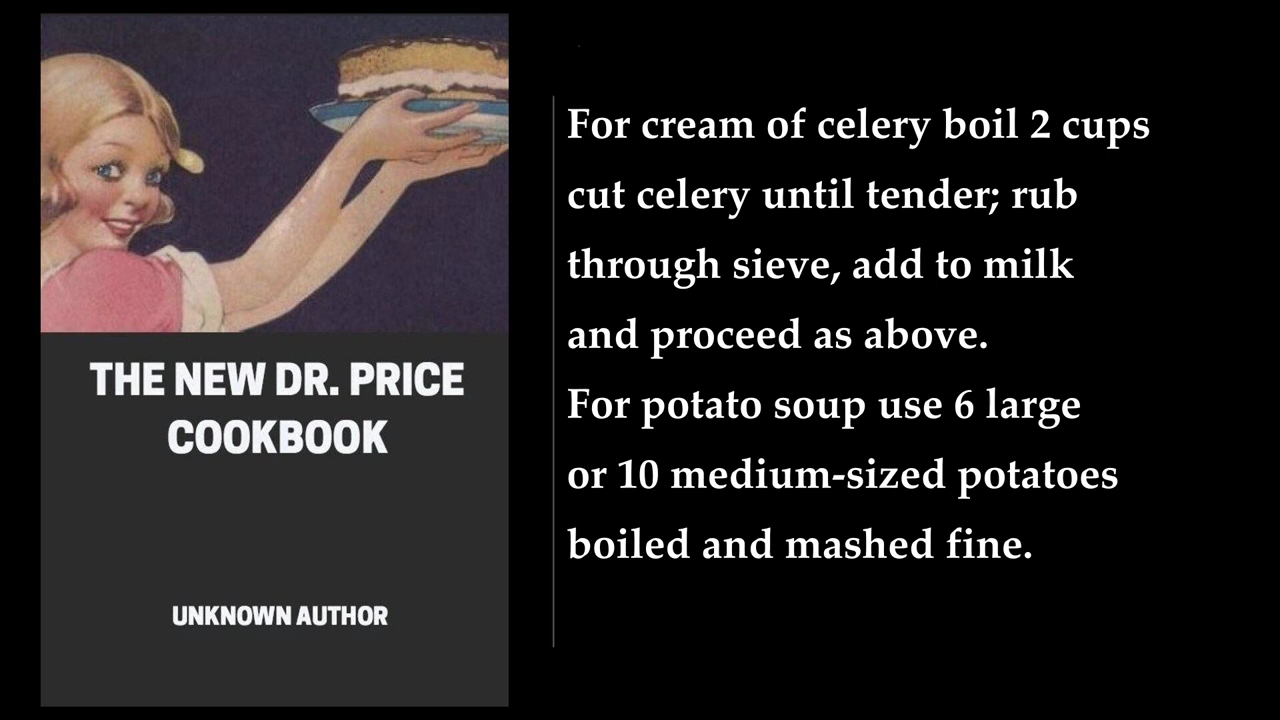 THE NEW DR. PRICE
COOKBOOK
UNKNOWN AUTHOR
For cream of celery boil 2 cups
cut celery until tender; rub
through sieve, add to milk
and proceed as above.
For potato soup use 6 large
or 10 medium-sized potatoes
boiled and mashed fine.